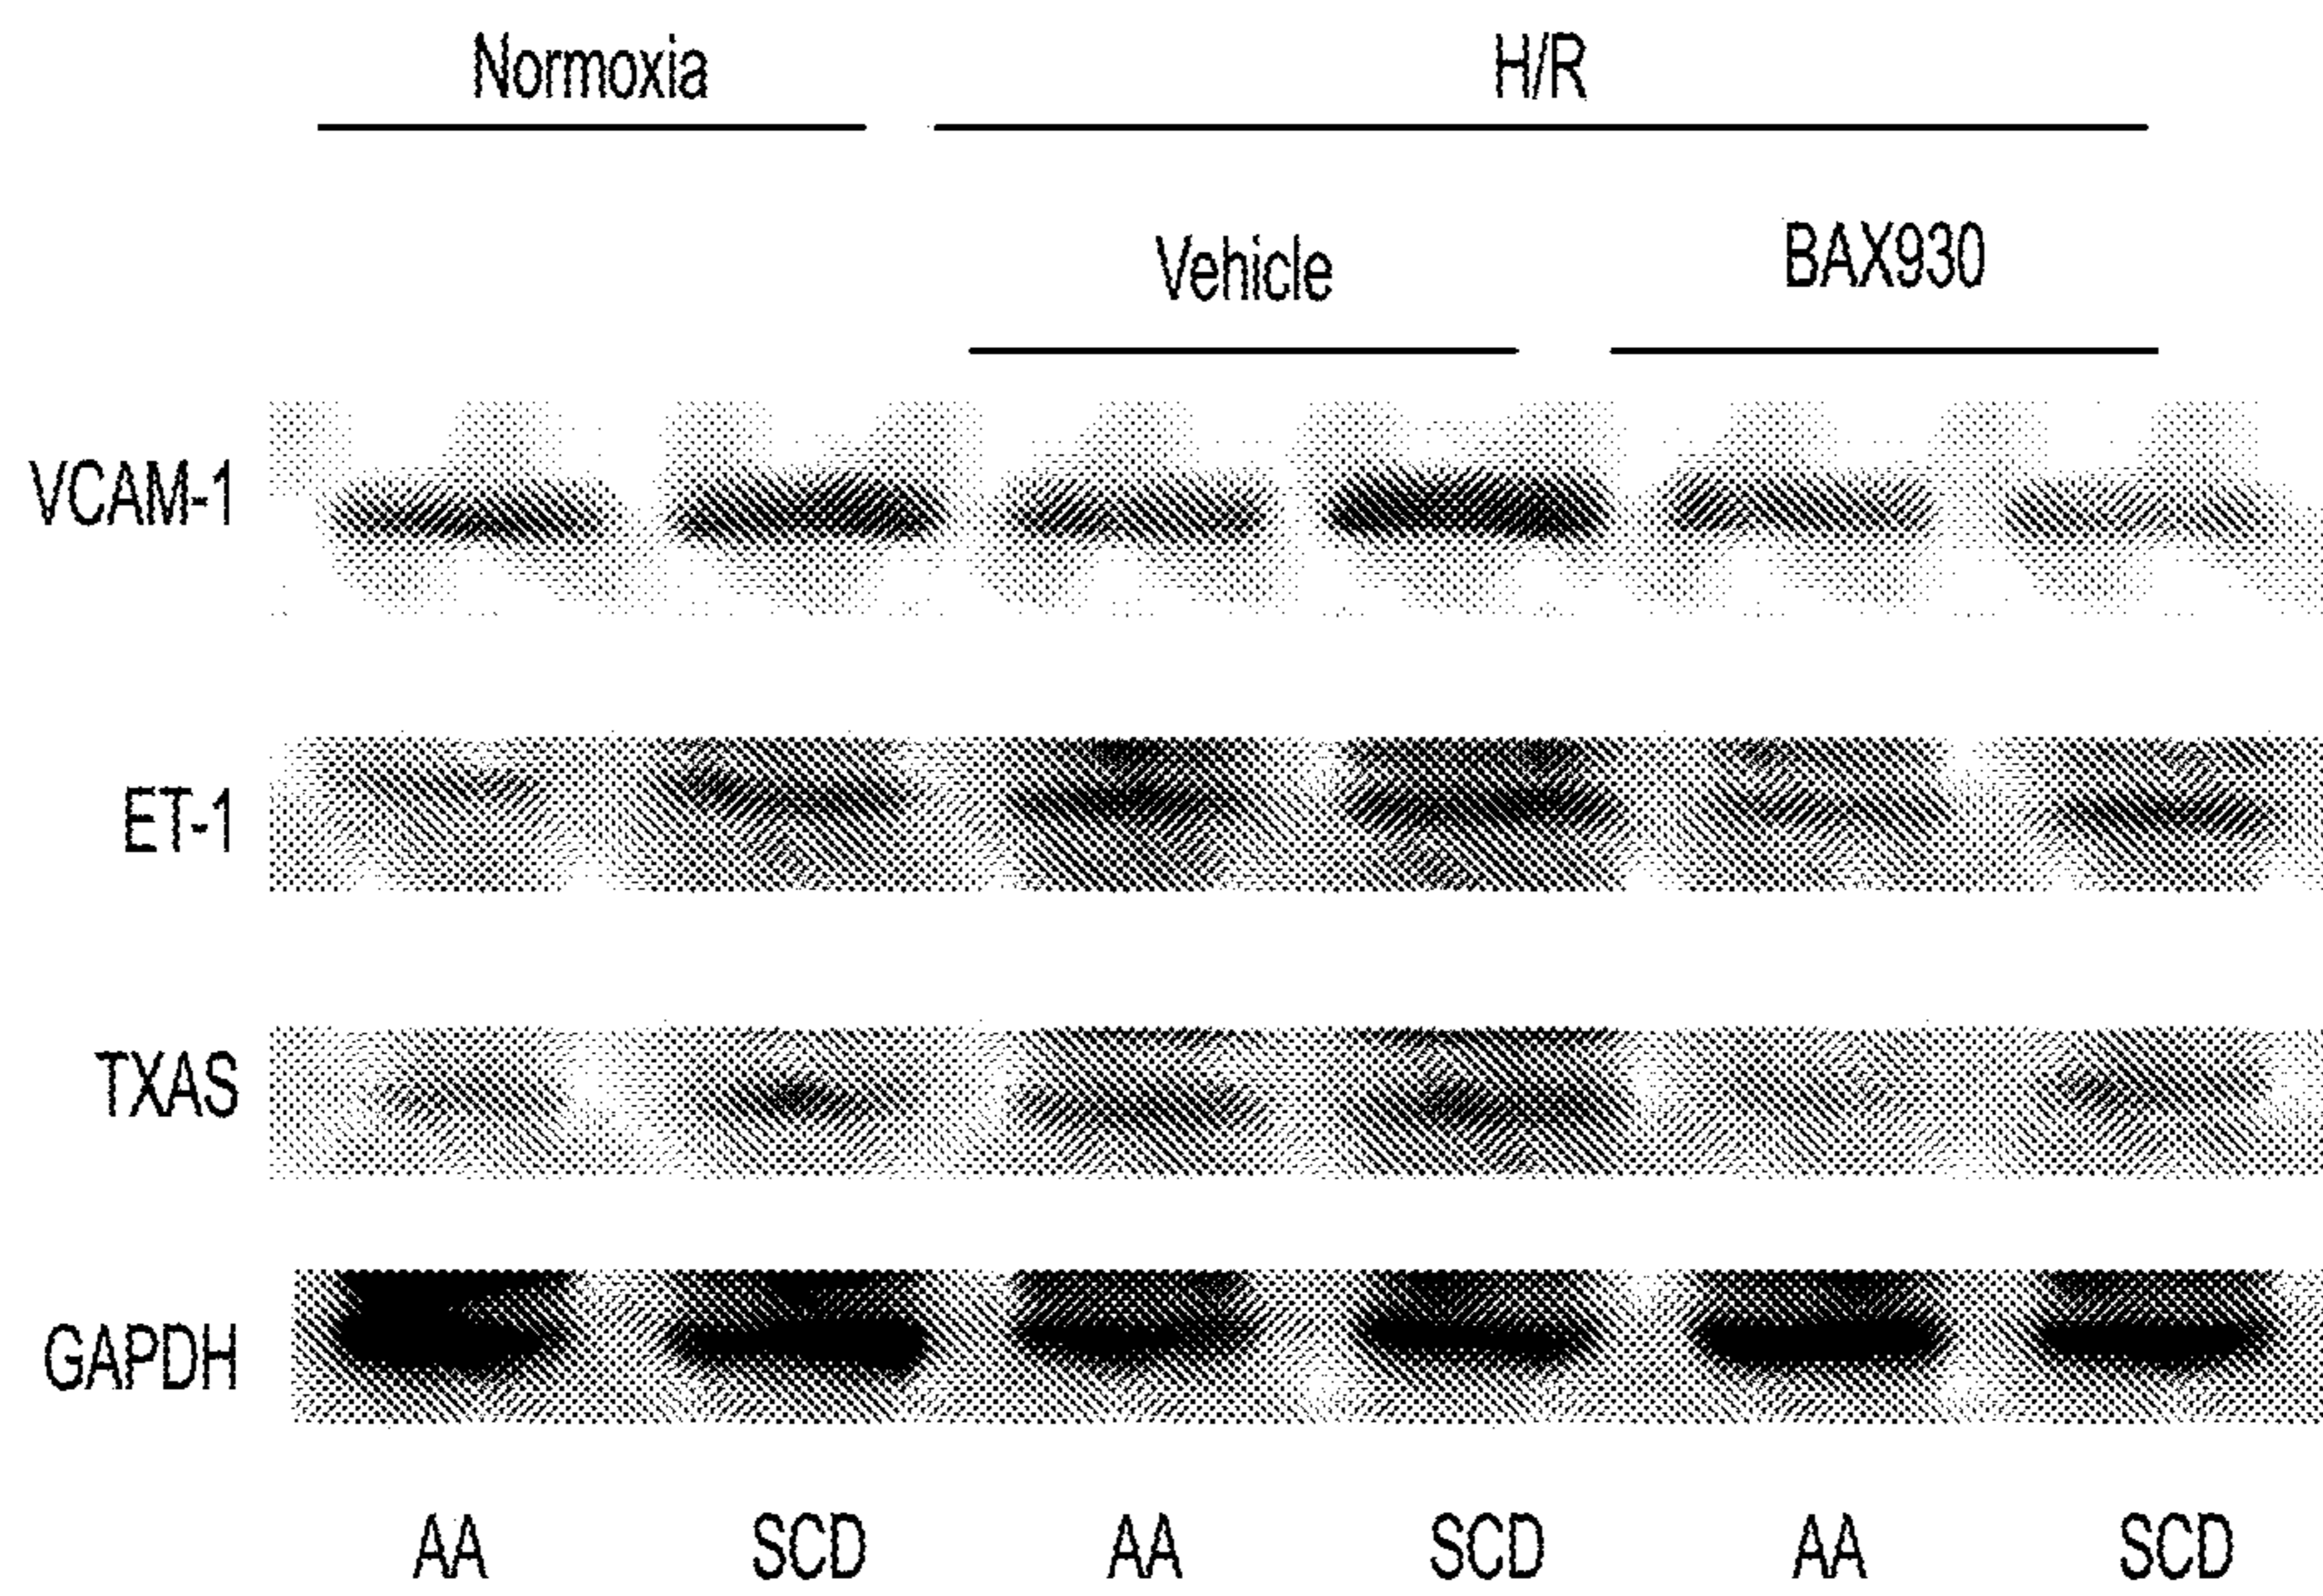 Normoxia H/R
Vehicle BAX930
VCAM-1
ET-1
TXAS
GAPDH
AA SCD AA SCD AA SCD